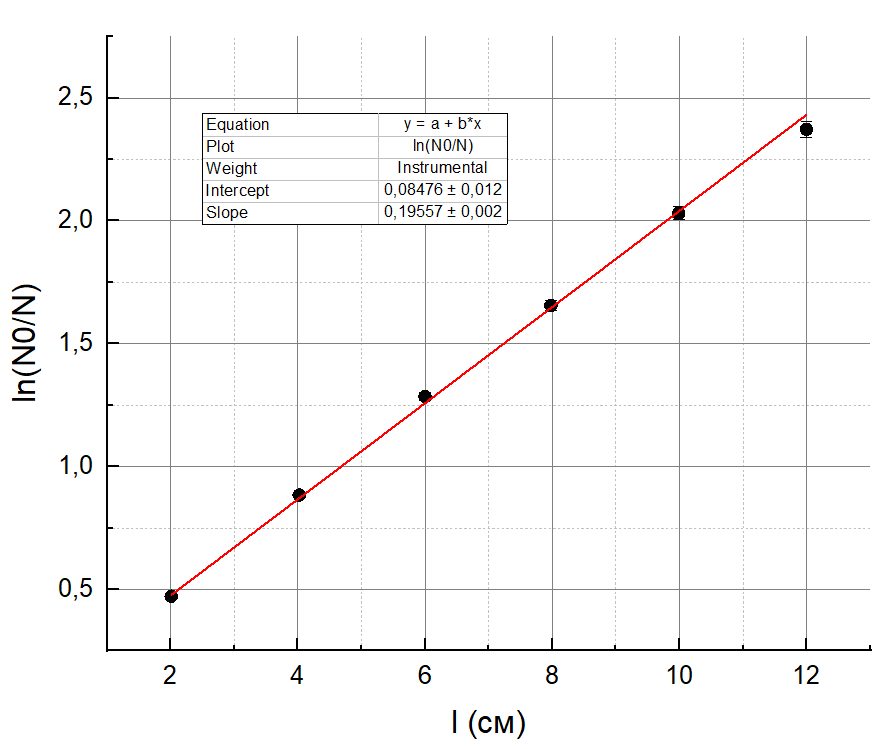 2,5
2,0
1,5
1,0
0,5
ln(N0/N)
Equation y = a + b*x
Plot ln(N0/N)
Weight Instrumental
Intercept 0,08476 ± 0,012
Slope 0,19557 ± 0,002
2 4 6 8 10 12
l (см)